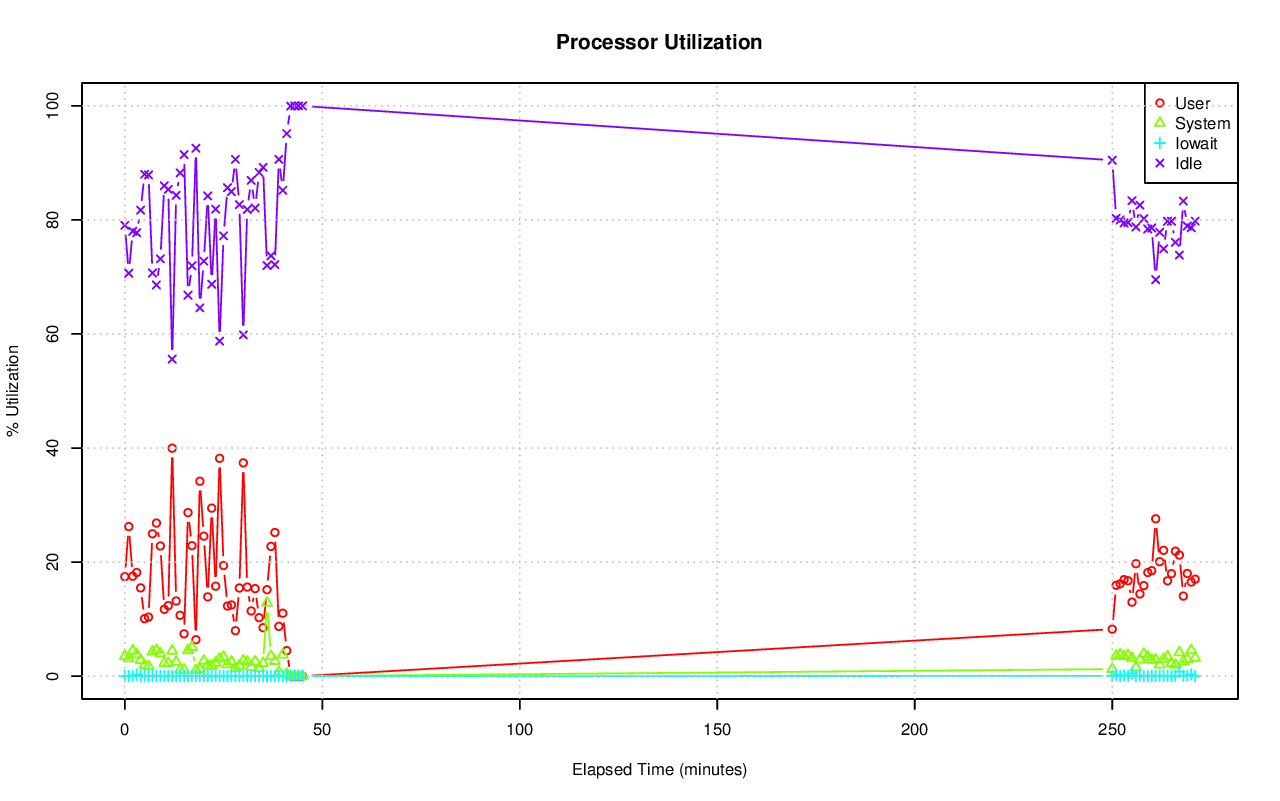 Processor Utilization
User
System
Iowait
Idle
100
80
60
40
20
0
% Utilization
0 50 100 150 200 250
Elapsed Time (minutes)